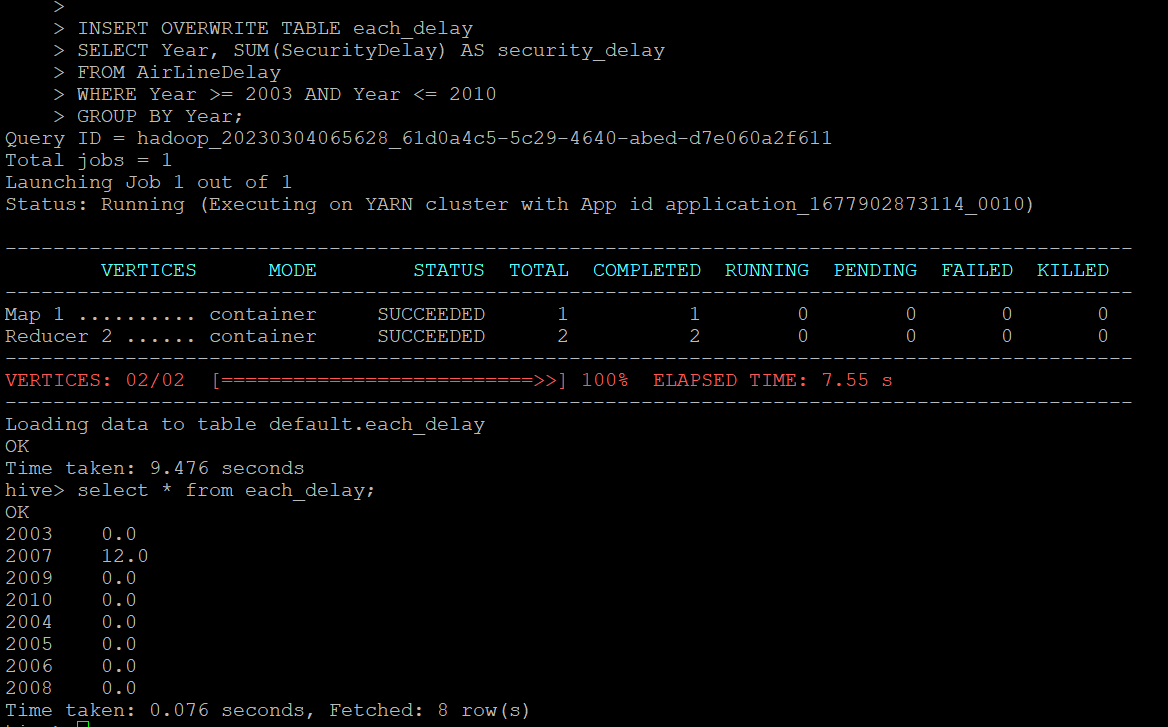 >
> INSERT OVERWRITE TABLE each_delay
> SELECT Year, SUM(SecurityDelay) AS security_delay
> FROM AirLineDelay
> WHERE Year >= 2003 AND Year <= 2010
> GROUP BY Year;
Query ID = hadoop_20230304065628_61d0a4c5-5c29-4640-abed-d7e060a2f611
Total jobs = 1
Launching Job 1 out of 1
Status: Running (Executing on YARN cluster with App id application_1677902873114_0010)
----------------------------------------------------------------------------------------------
VERTICES MODE STATUS TOTAL COMPLETED RUNNING PENDING FAILED KILLED
----------------------------------------------------------------------------------------------
Map 1 .......... container SUCCEEDED 1 1 0 0 0 0
Reducer 2 ...... container SUCCEEDED 2 2 0 0 0 0
----------------------------------------------------------------------------------------------
VERTICES: 02/02 [==========================>>] 100% ELAPSED TIME: 7.55 s
----------------------------------------------------------------------------------------------
Loading data to table default.each_delay
OK
Time taken: 9.476 seconds
hive> select * from each_delay;
OK
2003 0.0
2007 12.0
2009 0.0
2010 0.0
2004 0.0
2005 0.0
2006 0.0
2008 0.0
Time taken: 0.076 seconds, Fetched: 8 row(s)